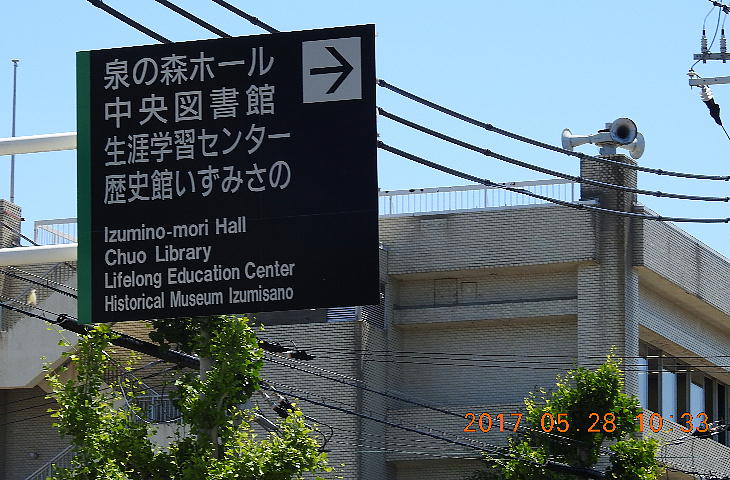 泉の森ホール
中央図書館
生涯学習センター
歴史館いずみさの
Izumino-mori Hall
Chuo Library
Lifelong Education Center
Historical Museum Izumisano
2017 05.28 10:33